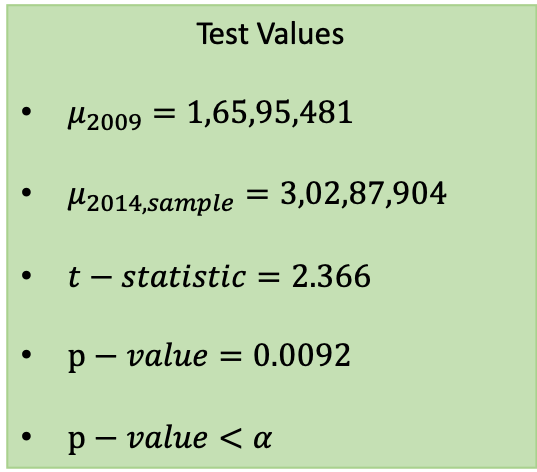 Test Values
• μ2009 = 1,65,95,481
• μ2014,sample = 3,02,87,904
• t − statistic = 2.366
• p − value = 0.0092
• p − value < α